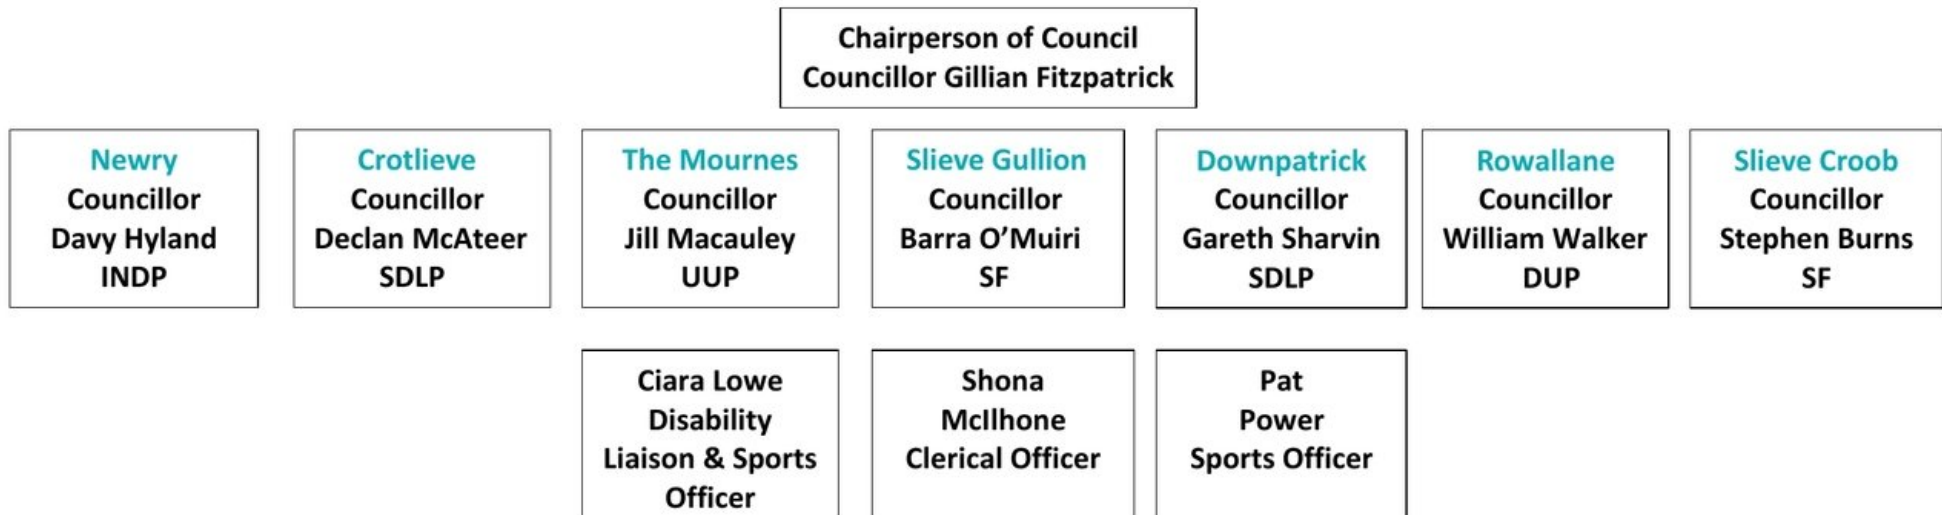 Chairperson of Council
Councillor Gillian Fitzpatrick
Newry
Councillor
Davy Hyland
INDP
Crotlieve
Councillor
Declan McAteer
SDLP
The Mournes
Councillor
Jill Macauley
UUP
Slieve Gullion
Councillor
Barra O’Muiri
SF
Downpatrick
Councillor
Gareth Sharvin
SDLP
Rowallane
Councillor
William Walker
DUP
Slieve Croob
Councillor
Stephen Burns
SF
Ciara Lowe
Disability
Liaison & Sports
Officer
Shona
McIlhone
Clerical Officer
Pat
Power
Sports Officer